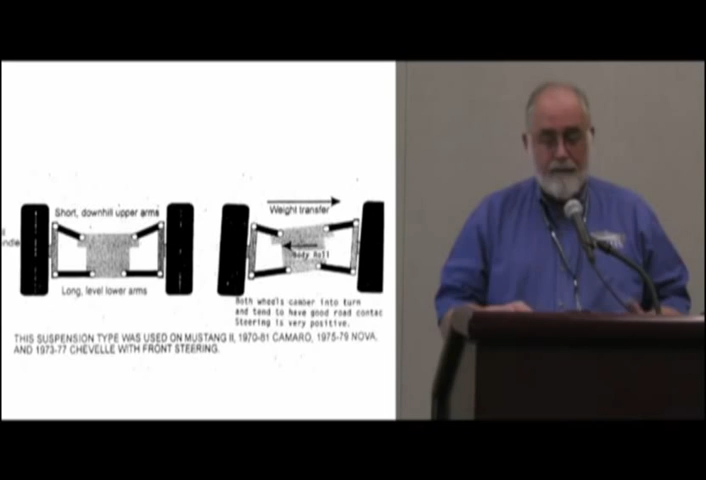 Short, downhill upper arms
Long, level lower arms
Weight transfer
Body Roll
Both wheels camber into turn
and tend to have good road contac
Steering is very positive.
THIS SUSPENSION TYPE WAS USED ON MUSTANG II, 1970-81 CAMARO, 1975-79 NOVA,
AND 1973-77 CHEVELLE WITH FRONT STEERING.